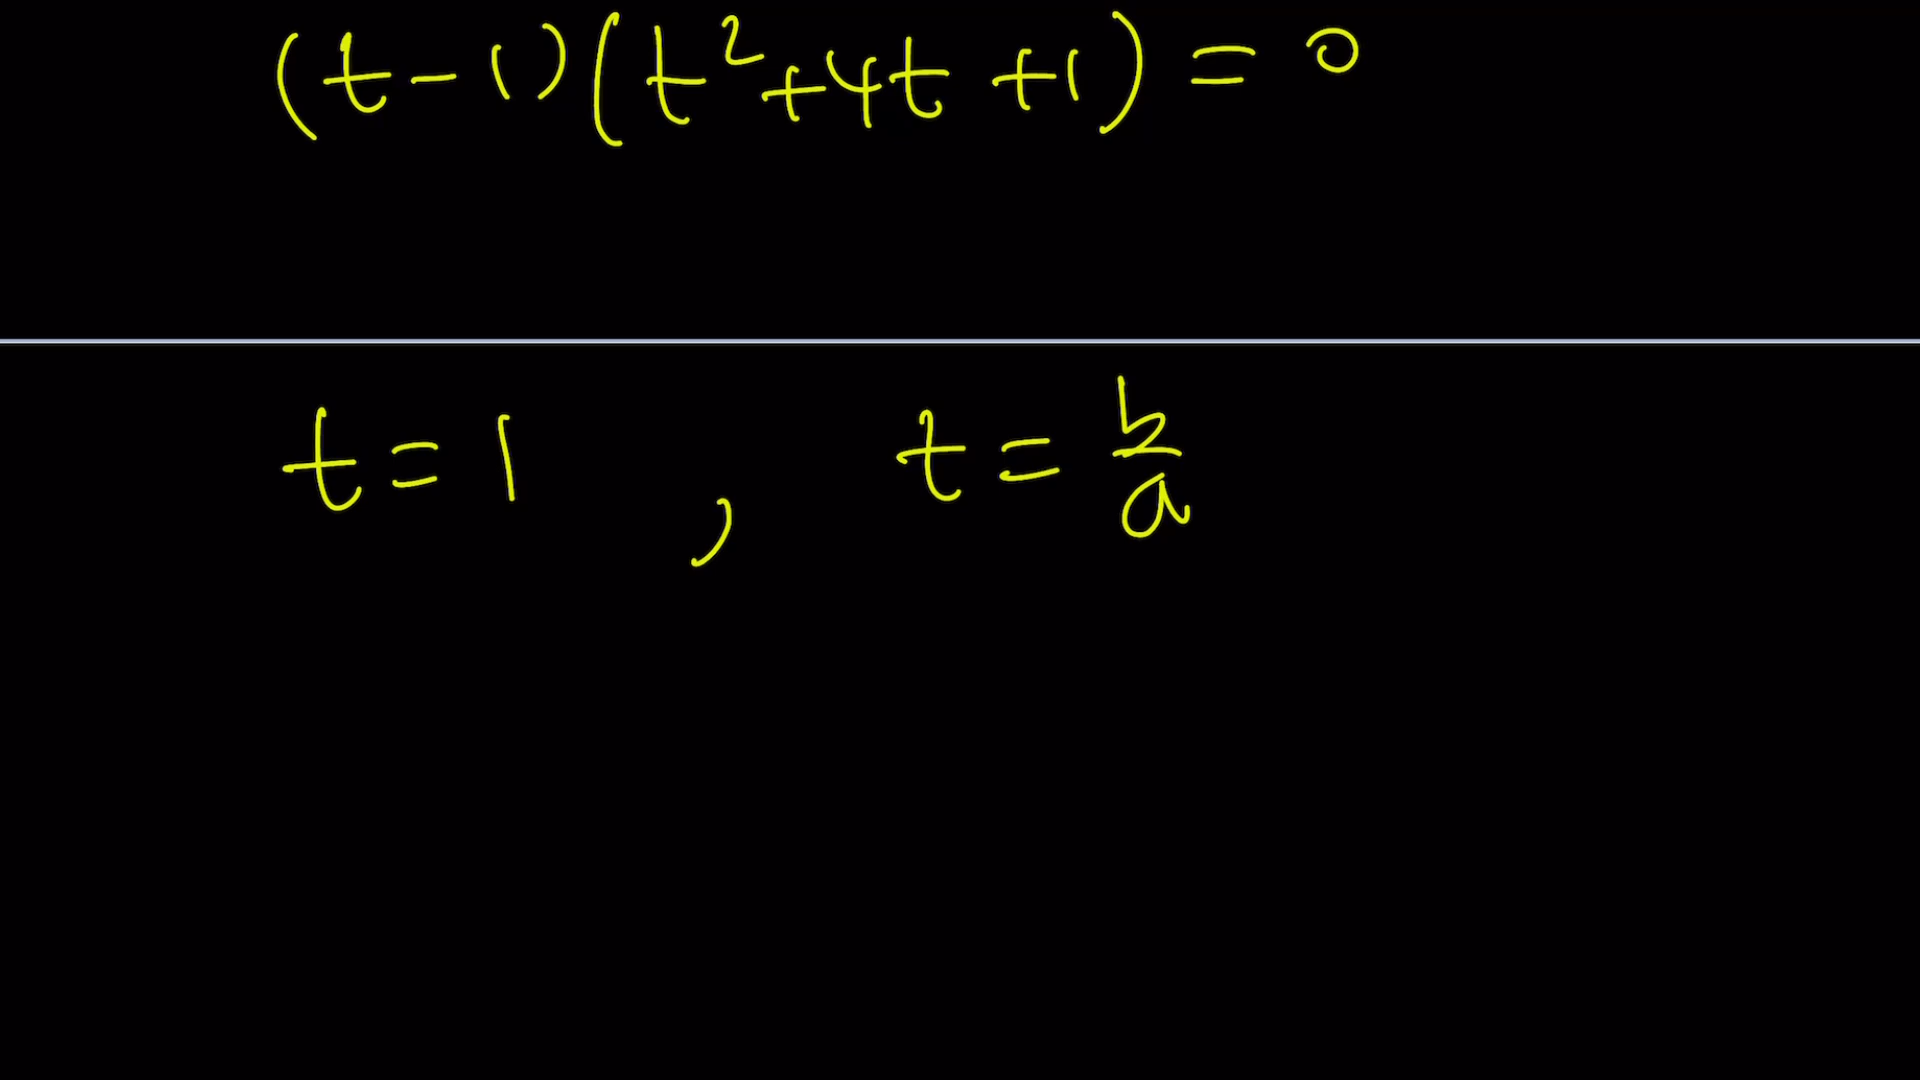 (t-1)(t²+4t+1) = 0
t=1 , t=b/a